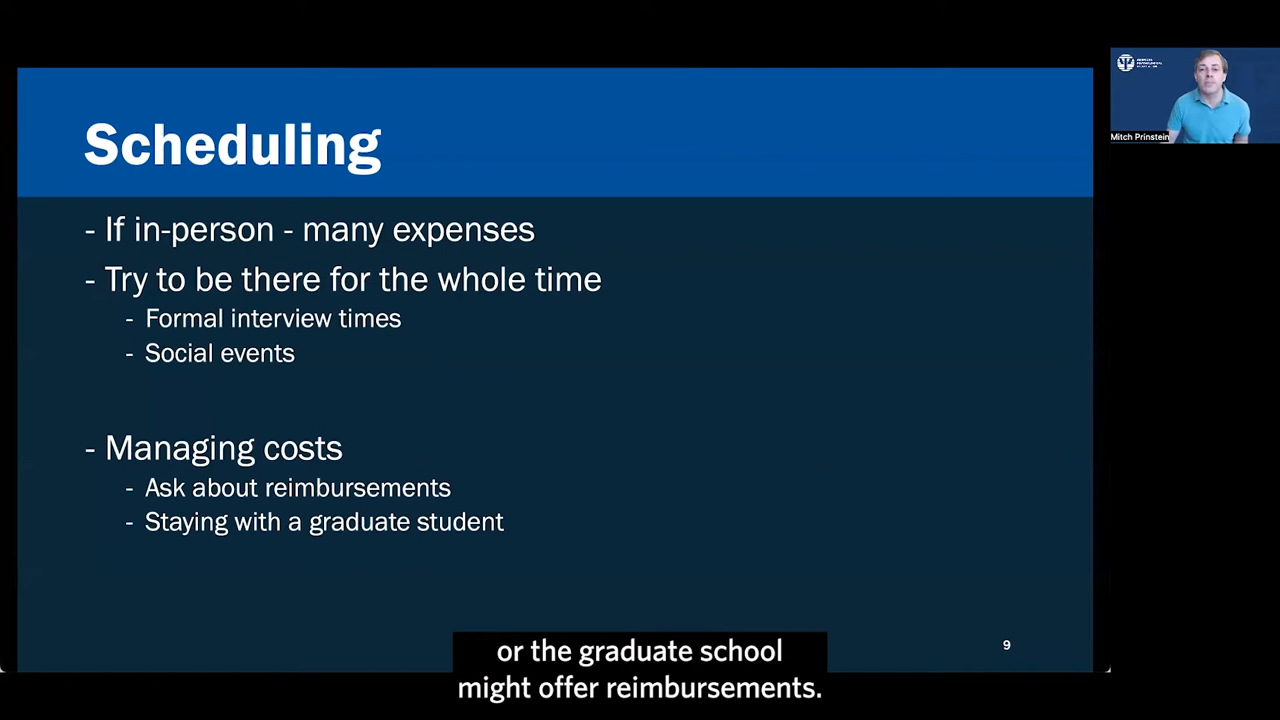 Scheduling
- If in-person - many expenses
- Try to be there for the whole time
- Formal interview times
- Social events
- Managing costs
- Ask about reimbursements
- Staying with a graduate student
9
or the graduate school
might offer reimbursements.
Mitch Prinstein